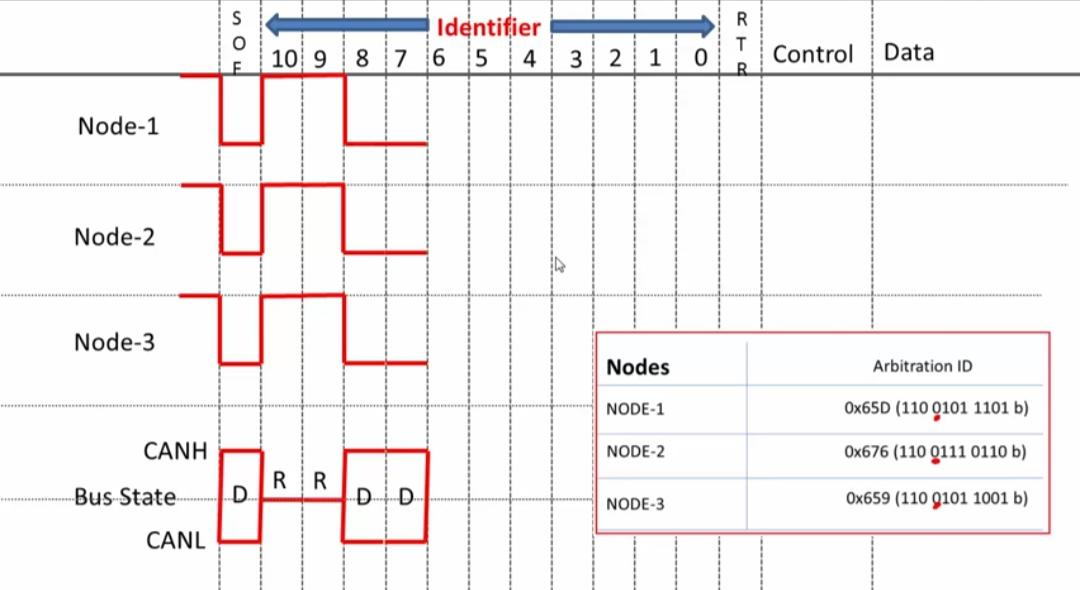 SOF
Identifier
RTR
10 9 8 7 6 5 4 3 2 1 0
Control
Data
Node-1
Node-2
Node-3
CANH
Bus State
CANL
D R R D D
Nodes Arbitration ID
NODE-1 0x65D (110 0101 1101 b)
NODE-2 0x676 (110 0111 0110 b)
NODE-3 0x659 (110 0101 1001 b)